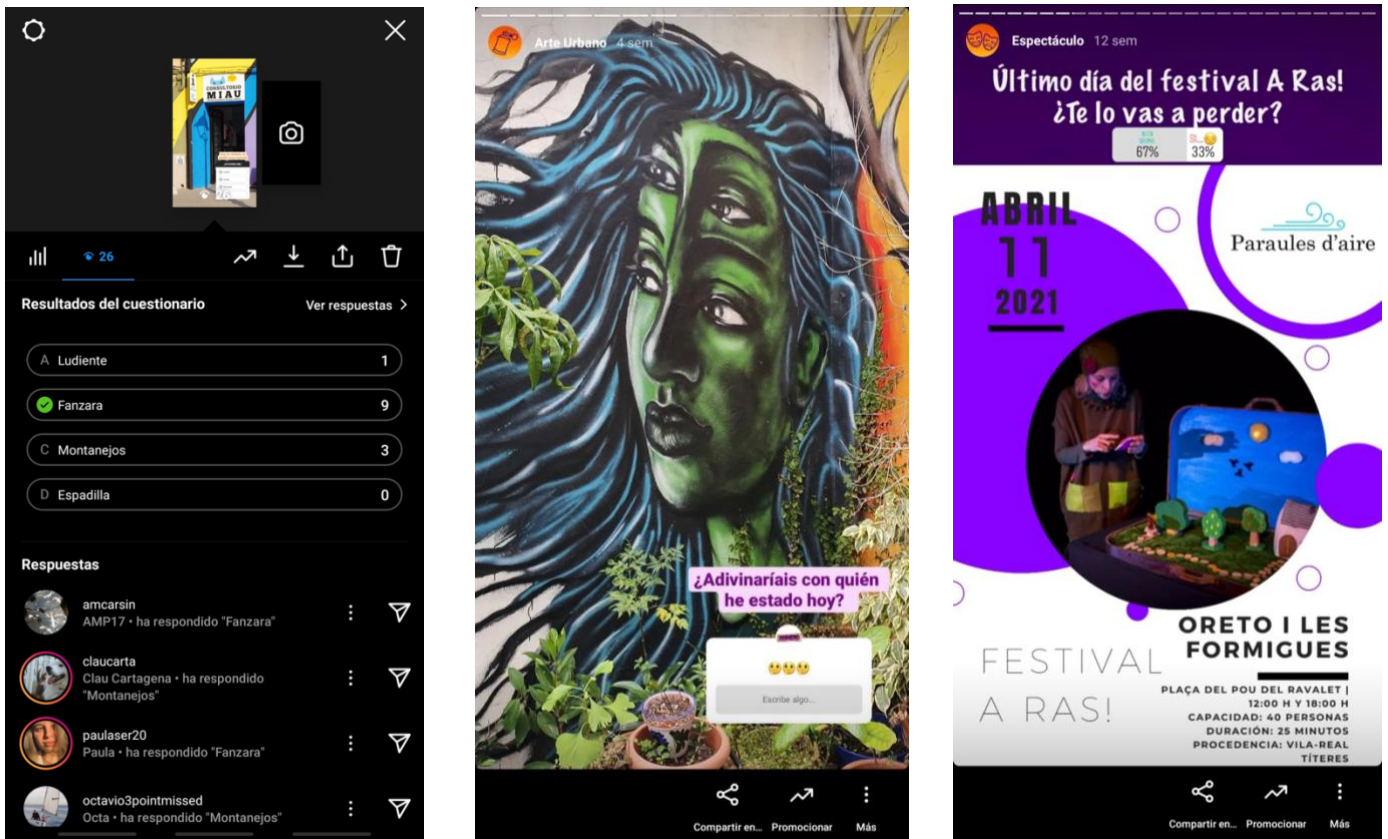 CONSULTORIO
MIAU
26
Resultados del cuestionario
Ver respuestas >
A Ludiente 1
Fanzara 9
C Montanejos 3
D Espadilla 0
Respuestas
amcarsin
AMP17 • ha respondido "Fanzara"
claucarta
Clau Cartagena • ha respondido
"Montanejos"
paulaser20
Paula • ha respondido "Fanzara"
octavio3pointmissed
Octa • ha respondido "Montanejos"
Arte Urbano 4 sem
¿Adivinaríais con quién
he estado hoy?
Escribe algo...
Compartir en... Promocionar Más
Espectáculo 12 sem
Último día del festival A Ras!
¿Te lo vas a perder?
67% 33%
ABRIL
11
2021
Paraules d'aire
ORETO I LES
FORMIGUES
FESTIVAL
A RAS!
PLAÇA DEL POU DEL RAVALET |
12:00 H Y 18:00 H
CAPACIDAD: 40 PERSONAS
DURACIÓN: 25 MINUTOS
PROCEDENCIA: VILA-REAL
TÍTERES
Compartir en... Promocionar Más